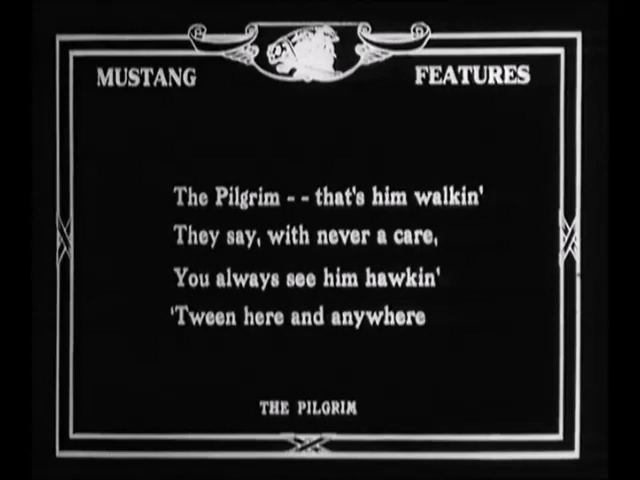 MUSTANG FEATURES
The Pilgrim - - that's him walkin'
They say, with never a care,
You always see him hawkin'
'Tween here and anywhere
THE PILGRIM